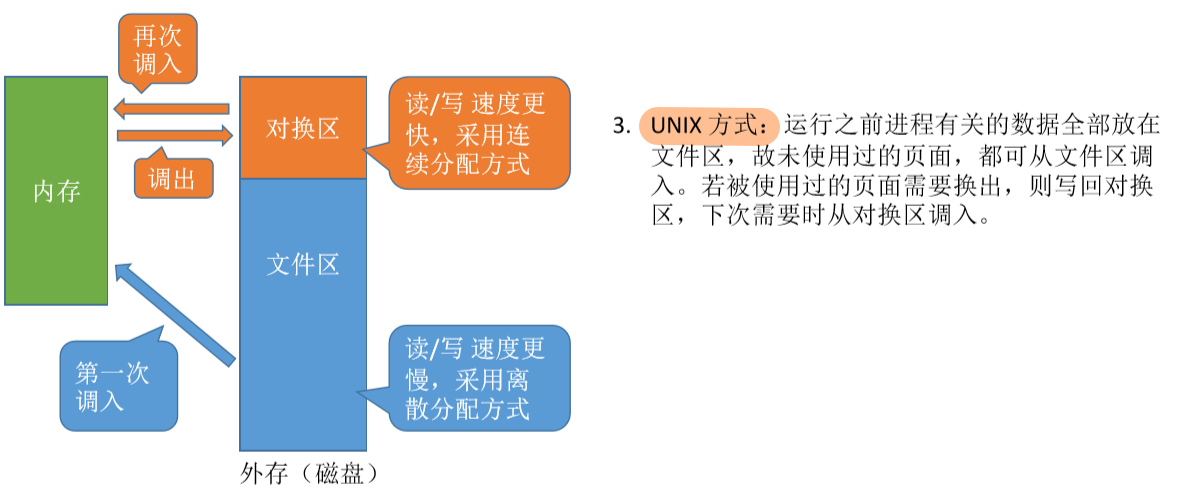 再次
调入
内存
调出
对换区
读/写 速度更
快，采用连
续分配方式
文件区
第一次
调入
读/写 速度更
慢，采用离
散分配方式
外存（磁盘）
3. UNIX 方式：运行之前进程有关的数据全部放在
文件区，故未使用过的页面，都可从文件区调
入。若被使用过的页面需要换出，则写回对换
区，下次需要时从对换区调入。